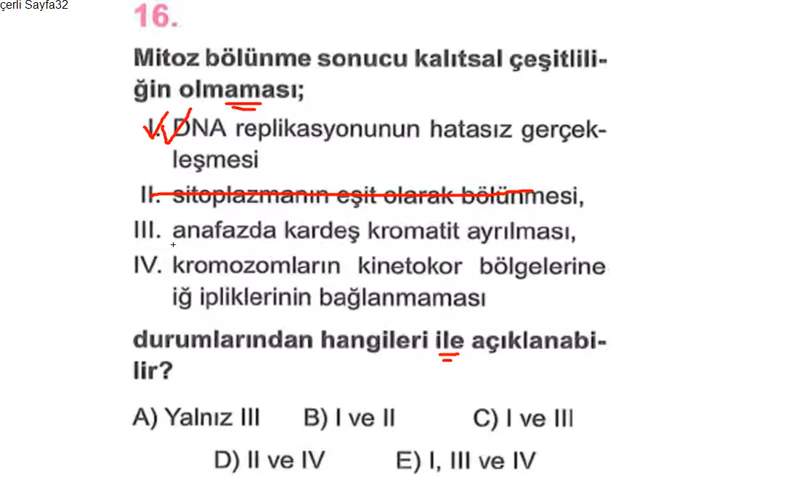 çerli Sayfa32
16.
Mitoz bölünme sonucu kalıtsal çeşitlili-
ğin olmaması;
I. DNA replikasyonunun hatasız gerçek-
leşmesi
II. sitoplazmanın eşit olarak bölünmesi,
III. anafazda kardeş kromatit ayrılması,
IV. kromozomların kinetokor bölgelerine
iğ ipliklerinin bağlanmaması
durumlarından hangileri ile açıklanabi-
lir?
A) Yalnız III B) I ve II C) I ve III
D) II ve IV E) I, III ve IV